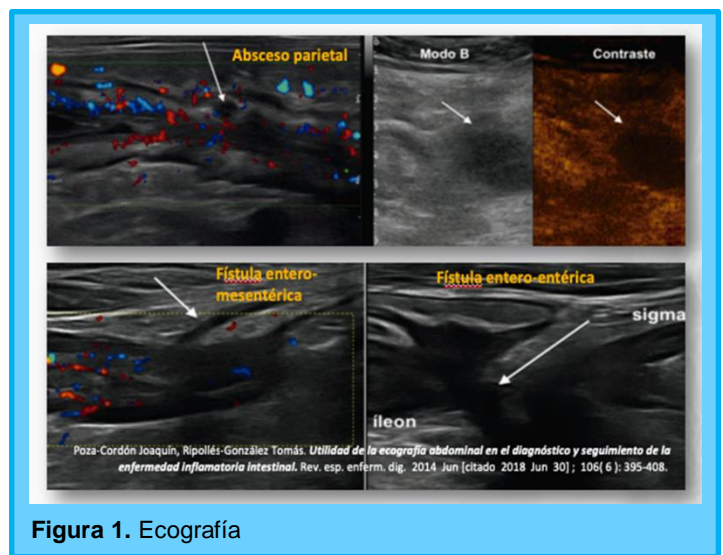 Absceso parietal
Modo B
Contraste
Fístula entero-
mesentérica
Fístula entero-entérica
sigma
íleon
Poza-Cordón Joaquín, Ripollés-González Tomás. Utilidad de la ecografía abdominal en el diagnóstico y seguimiento de la
enfermedad inflamatoria intestinal. Rev. esp. enferm. dig. 2014 Jun [citado 2018 Jun 30] ; 106( 6 ): 395-408.
Figura 1. Ecografía